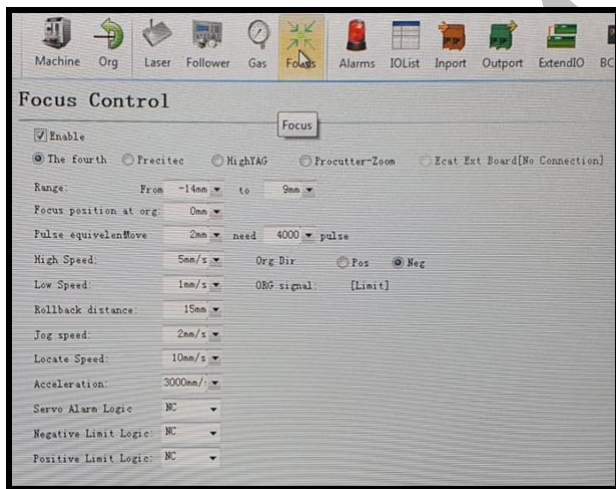 Machine Org Laser Follower Gas Focus Alarms IOList Inport Outport ExtendIO BC
Focus Control
Focus
Enable
The fourth Precitec HighYAG Procutter-Zoom Ecat Ext Board[No Connection]
Range: From -14mm to 9mm
Focus position at org: 0mm
Pulse equivelenMove 2mm need 4000 pulse
High Speed: 5mm/s Org Dir Pos Neg
Low Speed: 1mm/s ORG signal: [Limit]
Rollback distance: 15mm
Jog speed: 2mm/s
Locate Speed: 10mm/s
Acceleration: 3000mm/:
Servo Alarm Logic NC
Negative Limit Logic: NC
Positive Limit Logic: NC